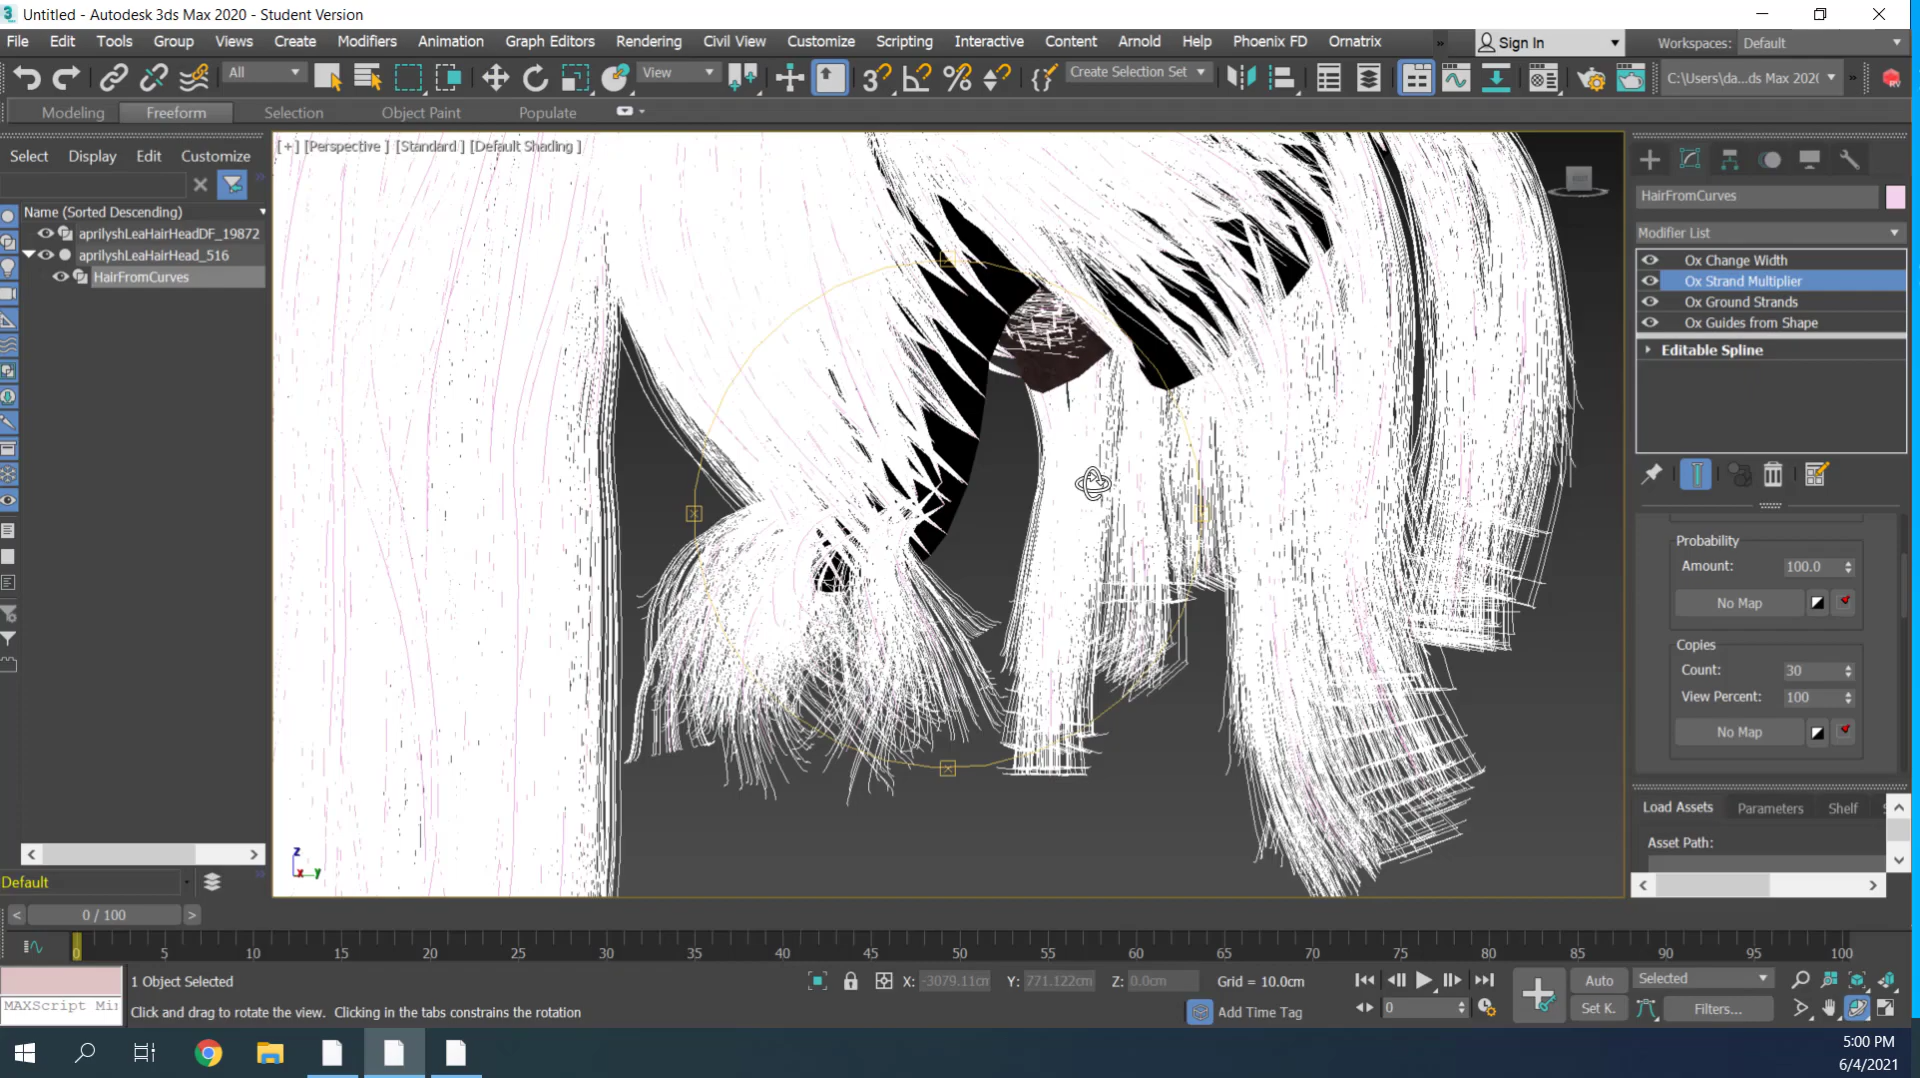 Untitled - Autodesk 3ds Max 2020 - Student Version
File Edit Tools Group Views Create Modifiers Animation Graph Editors Rendering Civil View Customize Scripting Interactive Content Arnold Help Phoenix FD Ornatrix » Sign In Workspaces: Default
All View Create Selection Set C:\Users\da...ds Max 202( »
Modeling Freeform Selection Object Paint Populate
Select Display Edit Customize
Name (Sorted Descending)
aprilyshLeaHairHeadDF_19872
aprilyshLeaHairHead_516
HairFromCurves
[+] [Perspective ] [Standard ] [Default Shading ]
z
x y
HairFromCurves
Modifier List
Ox Change Width
Ox Strand Multiplier
Ox Ground Strands
Ox Guides from Shape
Editable Spline
Probability
Amount: 100.0
No Map
Copies
Count: 30
View Percent: 100
No Map
Load Assets Parameters Shelf
Asset Path:
Default
< 0 / 100 >
0 5 10 15 20 25 30 35 40 45 50 55 60 65 70 75 80 85 90 95 100
1 Object Selected X: -3079.11cm Y: 771.122cm Z: 0.0cm Grid = 10.0cm Auto Selected
MAXScript Mi Click and drag to rotate the view. Clicking in the tabs constrains the rotation Add Time Tag 0 Set K. Filters...
5:00 PM
6/4/2021